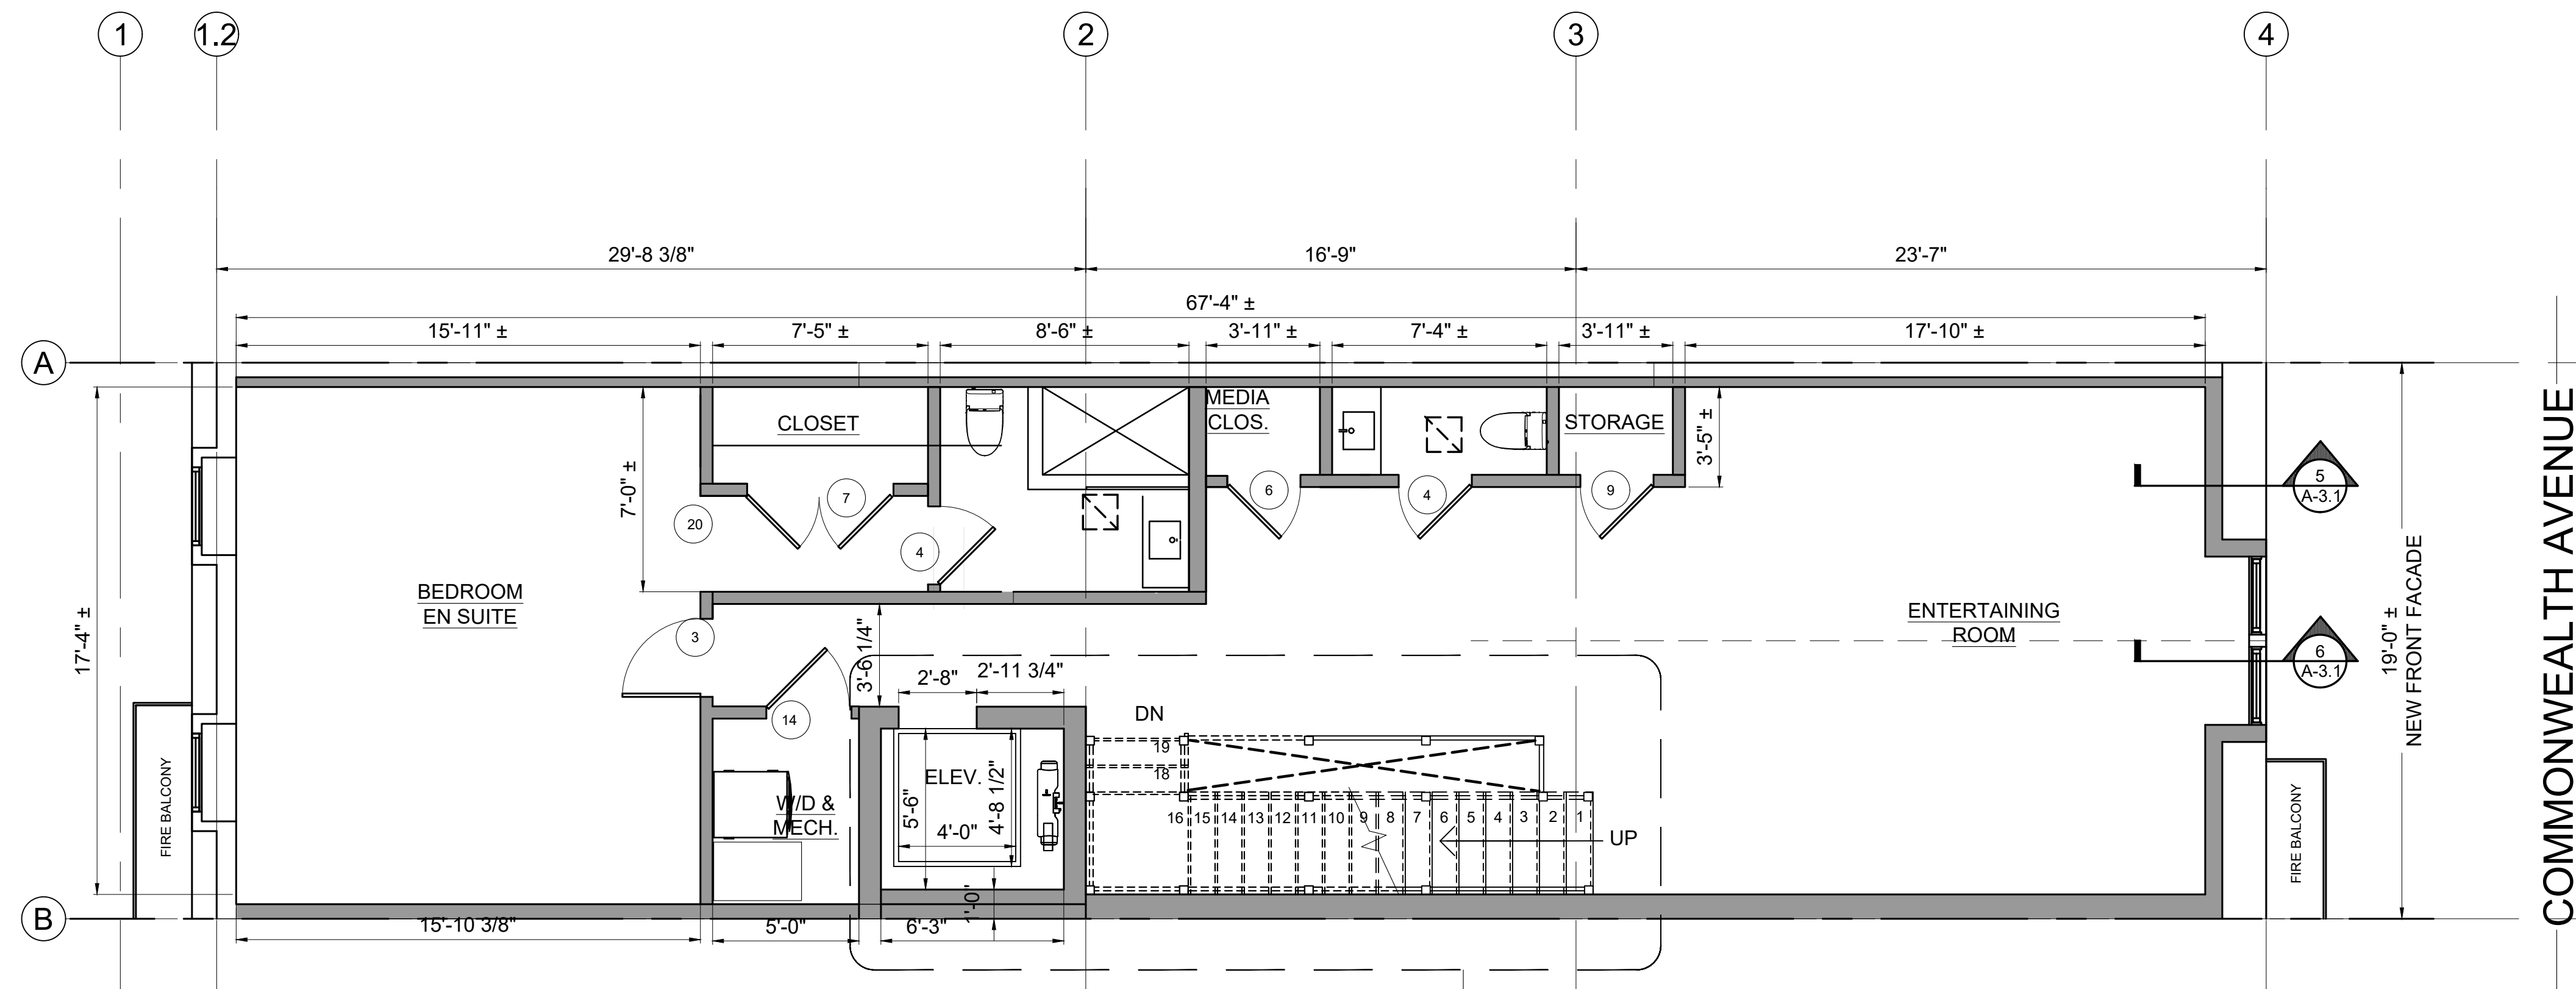 1
1.2
2
3
4
29'-8 3/8"
16'-9"
23'-7"
67'-4" ±
15'-11" ±
7'-5" ±
8'-6" ±
3'-11" ±
7'-4" ±
3'-11" ±
17'-10" ±
A
CLOSET
MEDIA
CLOS.
STORAGE
3'-5" ±
7'-0" ±
7
20
4
6
4
9
5
A-3.1
BEDROOM
EN SUITE
ENTERTAINING
ROOM
17'-4" ±
3
3'-6 1/4"
6
A-3.1
19'-0" ±
NEW FRONT FACADE
COMMONWEALTH AVENUE
2'-8"
2'-11 3/4"
14
DN
19
18
ELEV.
5'-6"
4'-0"
4'-8 1/2"
W/D &
MECH.
16 15 14 13 12 11 10 9 8 7 6 5 4 3 2 1
UP
FIRE BALCONY
FIRE BALCONY
B
15'-10 3/8"
5'-0"
6'-3"